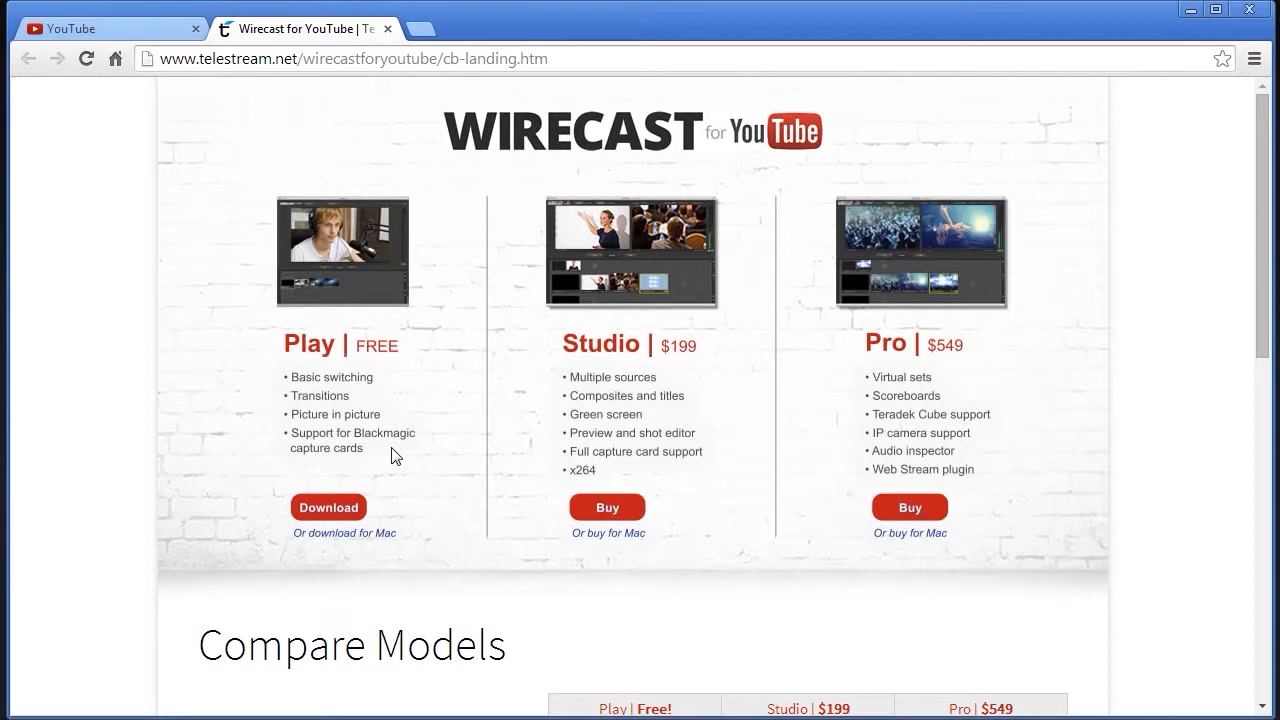 YouTube
Wirecast for YouTube | Te
www.telestream.net/wirecastforyoutube/cb-landing.htm
WIRECAST for YouTube
Play | FREE
• Basic switching
• Transitions
• Picture in picture
• Support for Blackmagic
capture cards
Download
Or download for Mac
Studio | $199
• Multiple sources
• Composites and titles
• Green screen
• Preview and shot editor
• Full capture card support
• x264
Buy
Or buy for Mac
Pro | $549
• Virtual sets
• Scoreboards
• Teradek Cube support
• IP camera support
• Audio inspector
• Web Stream plugin
Buy
Or buy for Mac
Compare Models
Play | Free!
Studio | $199
Pro | $549